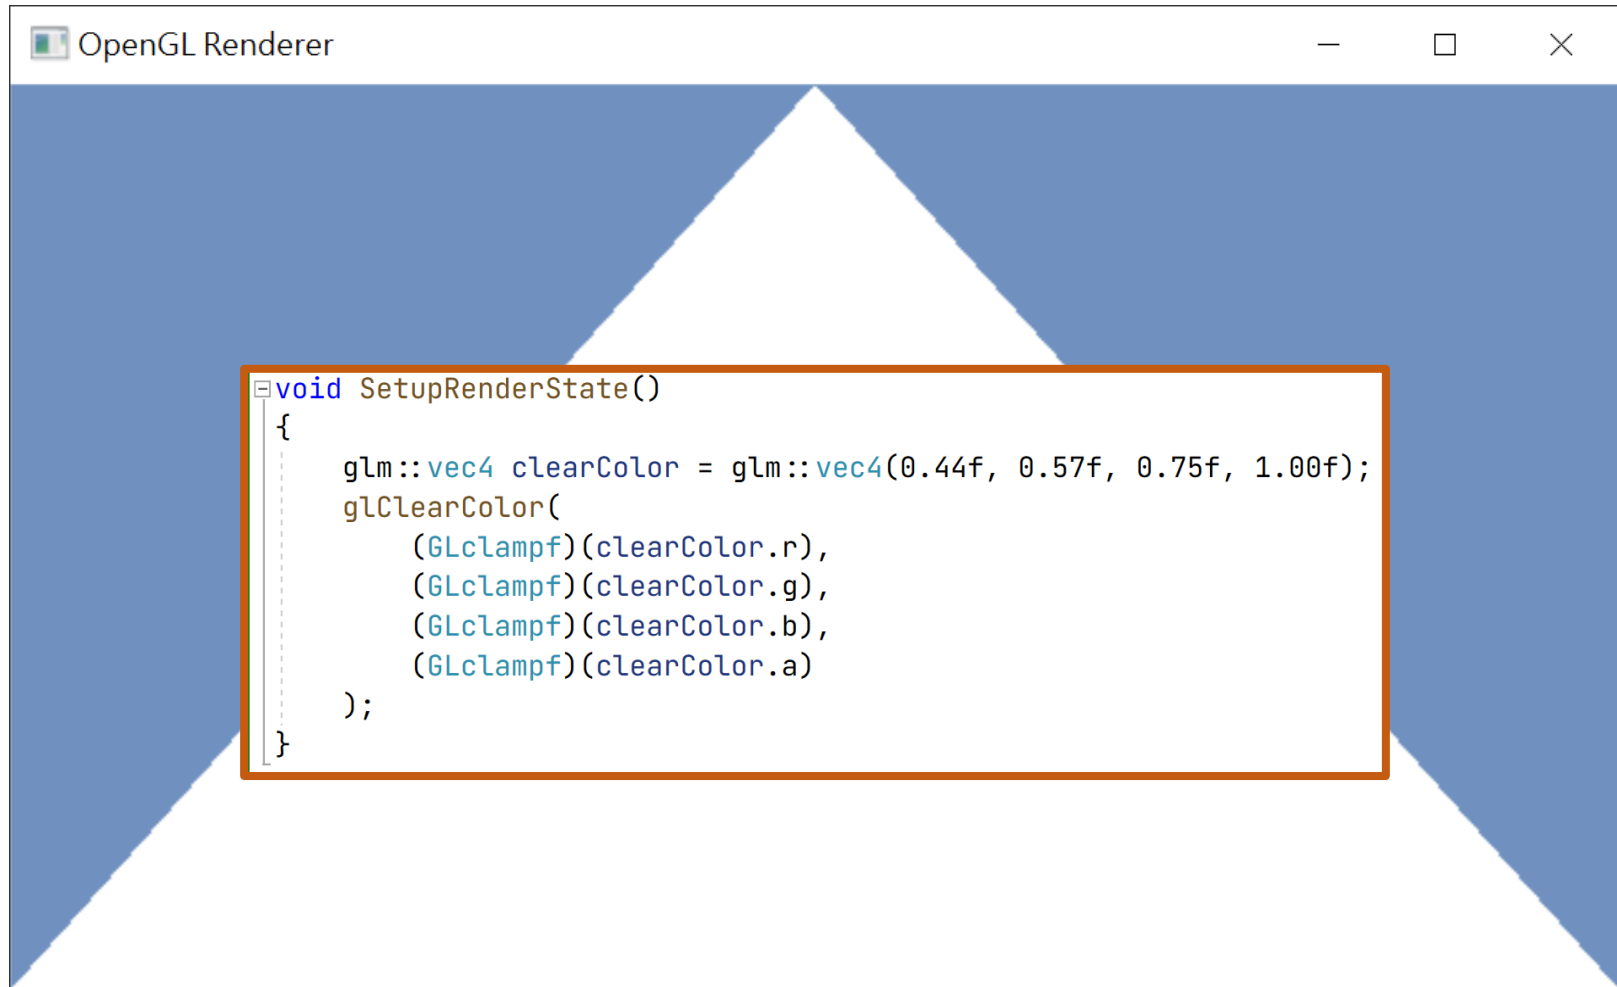 OpenGL Renderer
void SetupRenderState()
{
    glm::vec4 clearColor = glm::vec4(0.44f, 0.57f, 0.75f, 1.00f);
    glClearColor(
        (GLclampf)(clearColor.r),
        (GLclampf)(clearColor.g),
        (GLclampf)(clearColor.b),
        (GLclampf)(clearColor.a)
    );
}